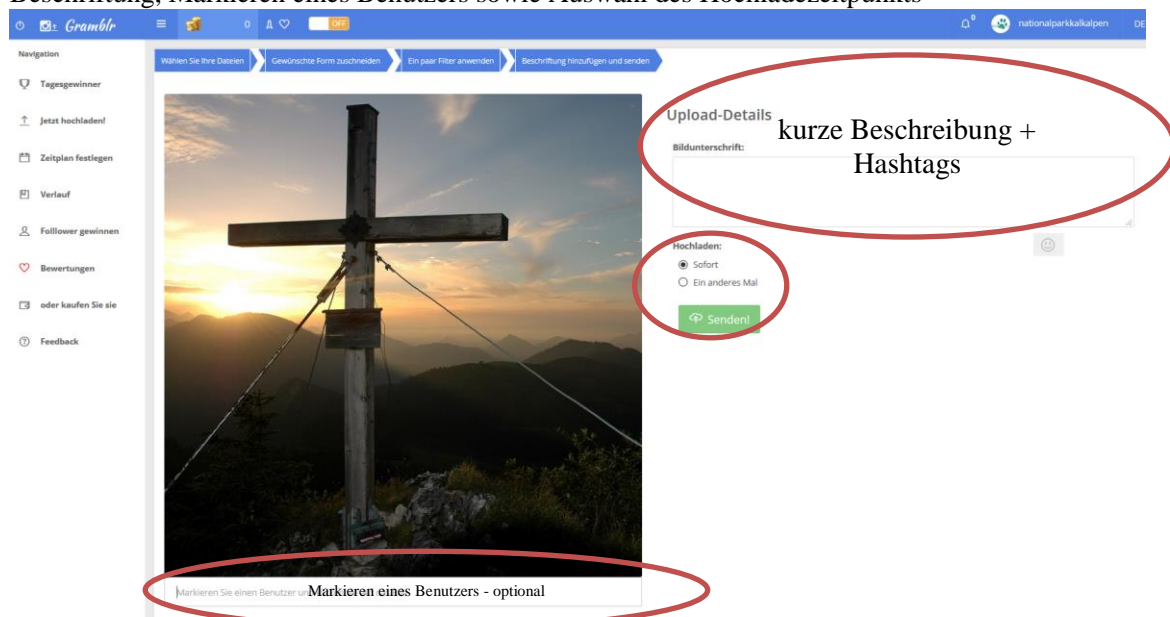 Beschriftung, Markieren eines Benutzers sowie Auswahl des Hochladezeitpunkts
Gramblr
0
OFF
0
nationalparkkalkalpen
DE
Navigation
Tagesgewinner
Jetzt hochladen!
Zeitplan festlegen
Verlauf
Folllower gewinnen
Bewertungen
oder kaufen Sie sie
Feedback
Wählen Sie Ihre Dateien
Gewünschte Form zuschneiden
Ein paar Filter anwenden
Beschriftung hinzufügen und senden
Upload-Details
kurze Beschreibung +
Hashtags
Bildunterschrift:
Hochladen:
Sofort
Ein anderes Mal
Senden!
Markieren Sie einen Benutzer
Markieren eines Benutzers - optional